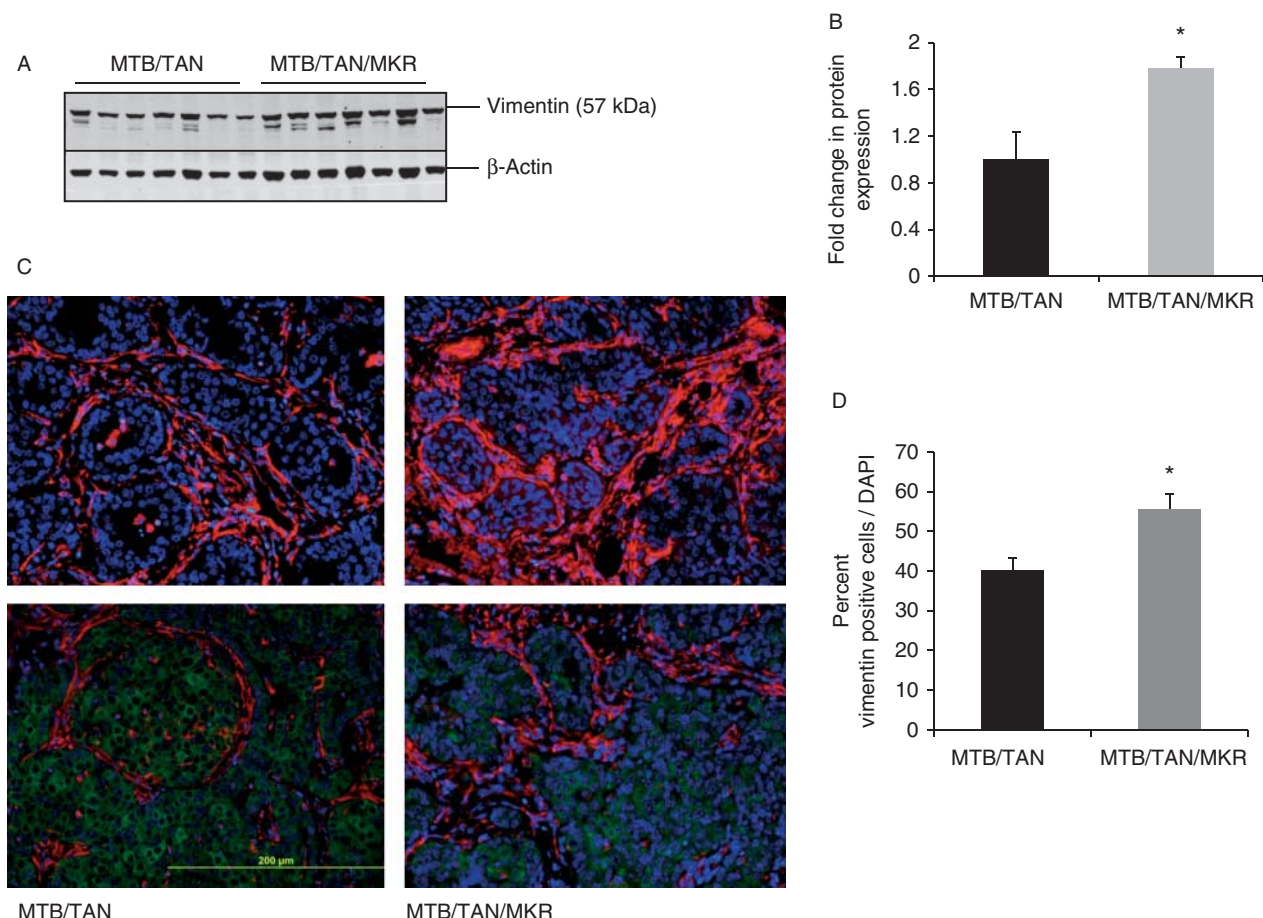 A
MTB/TAN
MTB/TAN/MKR
Vimentin (57 kDa)
β-Actin
B
Fold change in protein
expression
2
1.6
1.2
0.8
1.4
0
*
MTB/TAN
MTB/TAN/MKR
C
200 µm
MTB/TAN
MTB/TAN/MKR
D
Percent
vimentin positive cells / DAPI
70
60
50
40
30
20
10
0
*
MTB/TAN
MTB/TAN/MKR